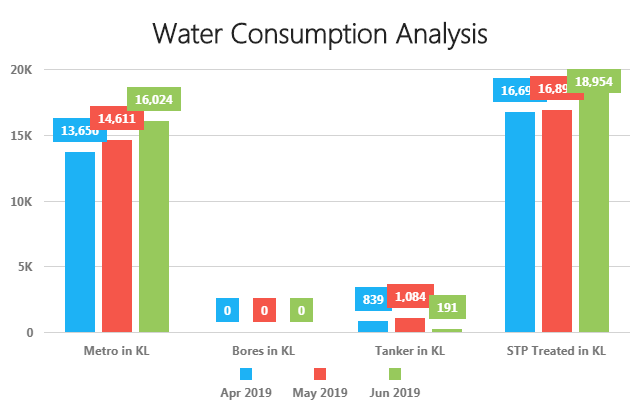 Water Consumption Analysis
20K
18,954
16,024
14,611
15K
10K
5K
839
1,084
191
0
0
0
0
Metro in KL
Bores in KL
Tanker in KL
STP Treated in KL
Apr 2019
May 2019
Jun 2019